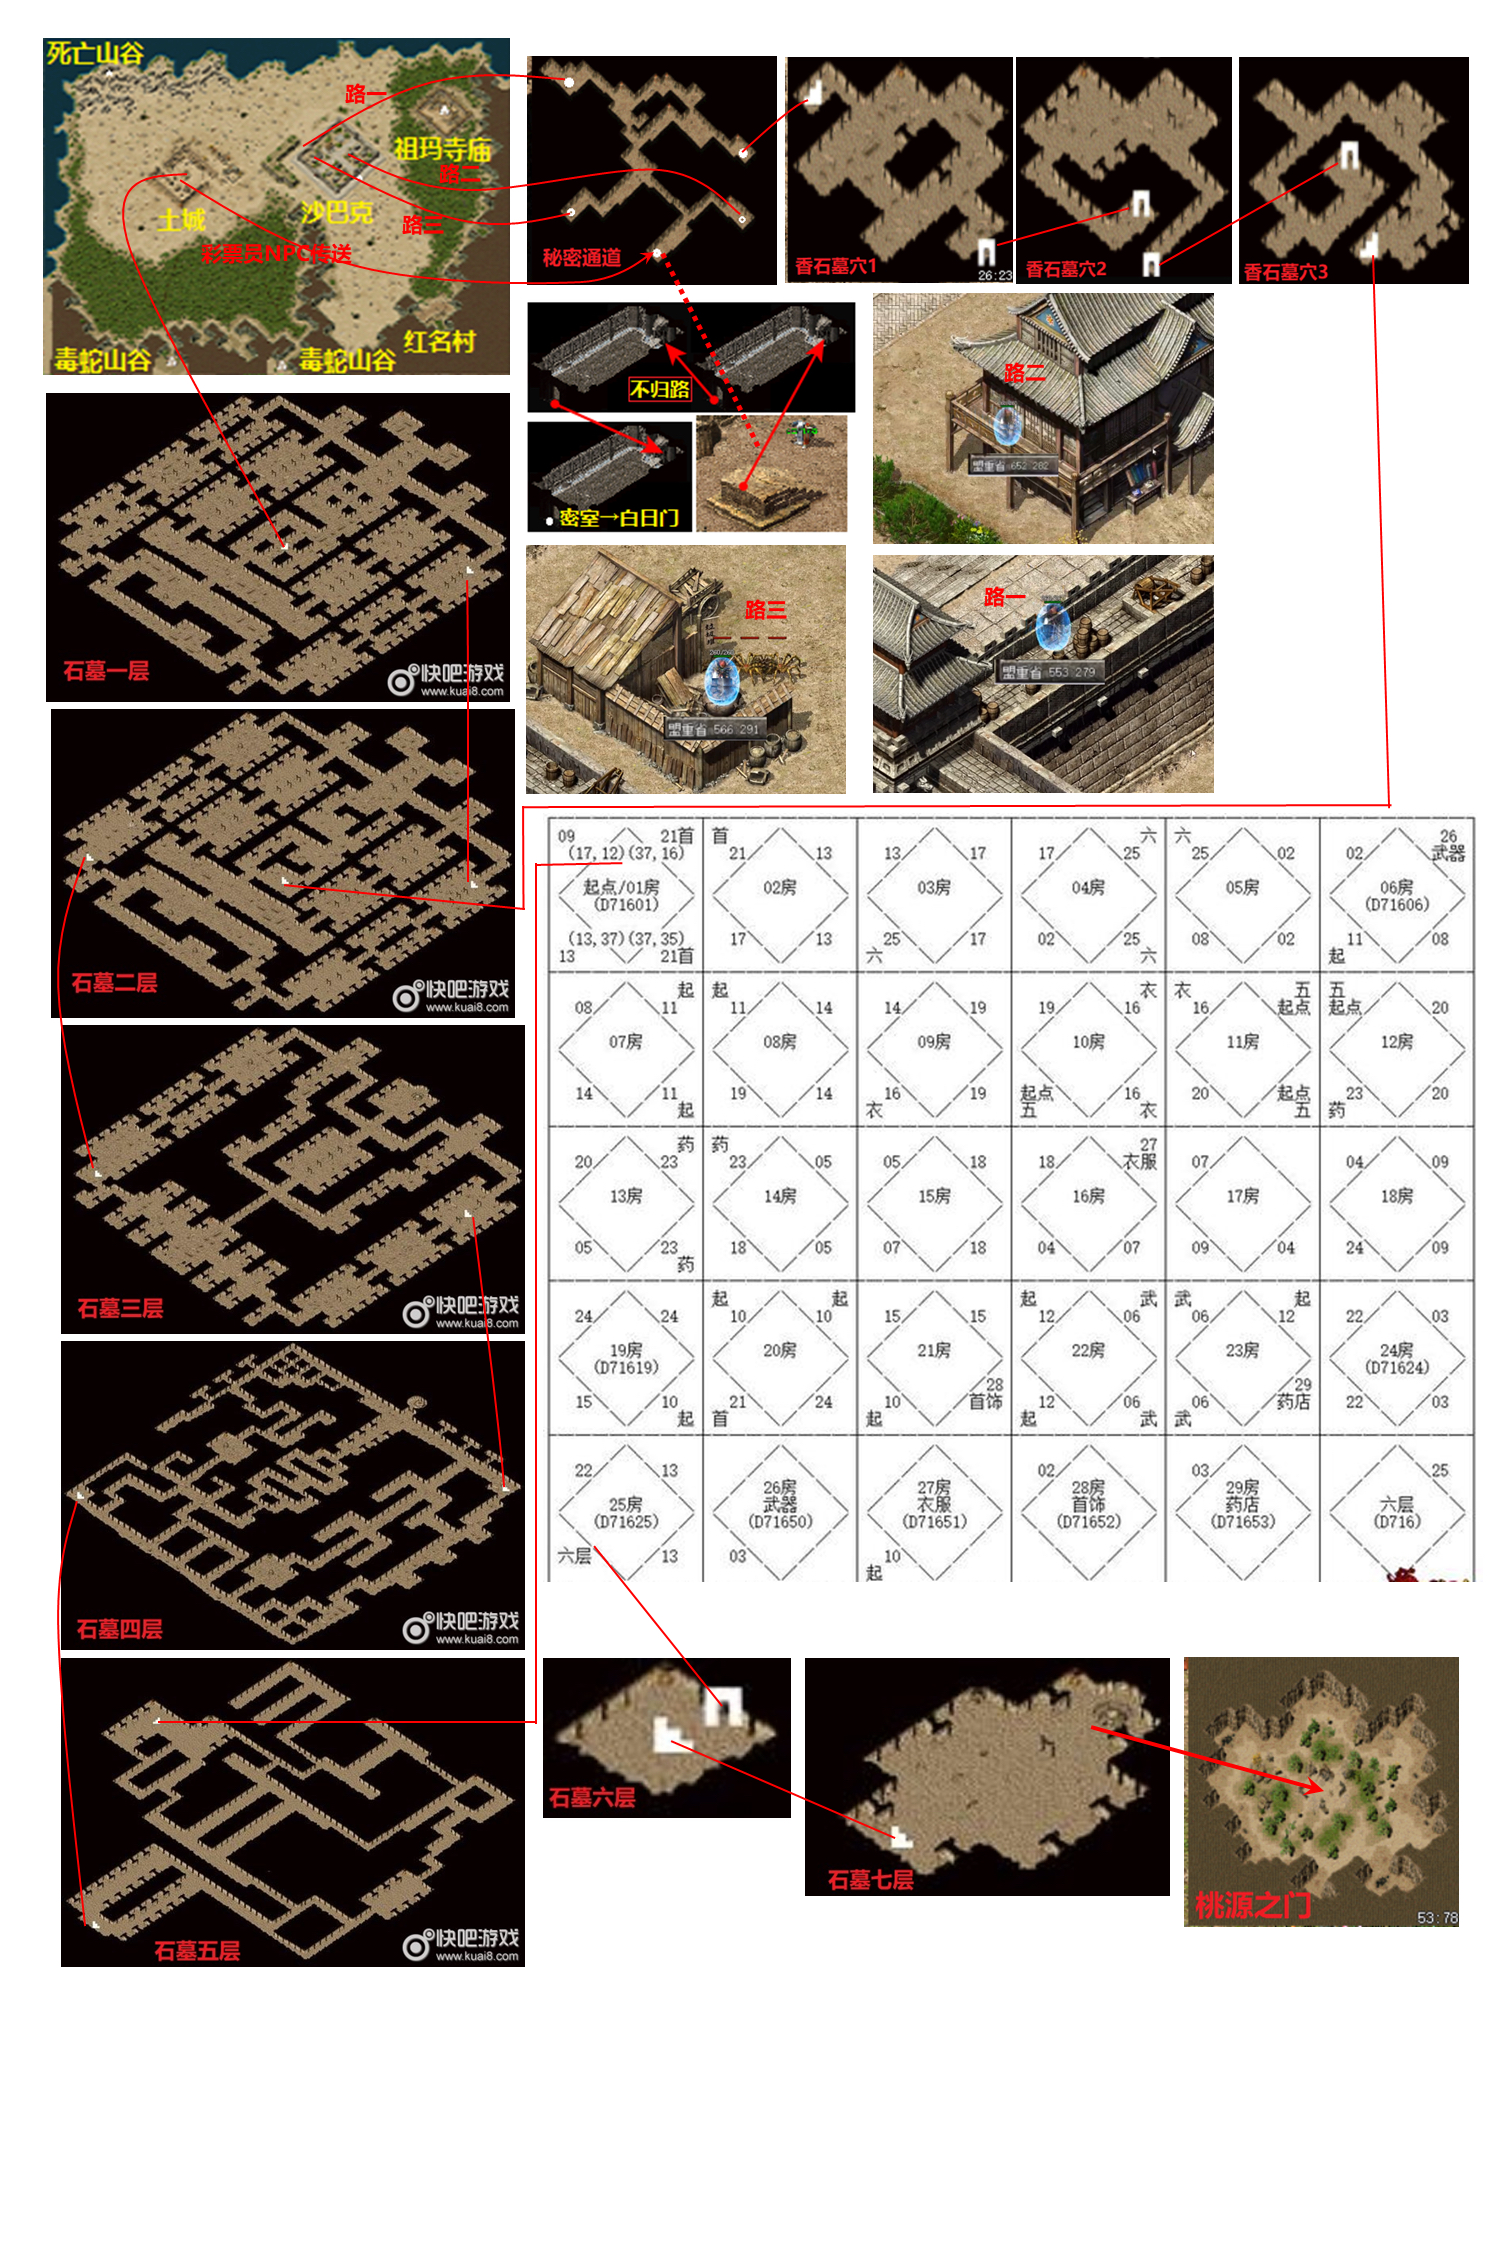 死亡山谷
路一
祖玛寺庙
路二
沙巴克
土城
路三
彩票员NPC传送
红名村
毒蛇山谷
毒蛇山谷
秘密通道
香石墓穴1
26:23
香石墓穴2
香石墓穴3
不归路
密室→白日门
路二
盟重省 652 282
路三
盟重省 566 291
路一
盟重省 553 279
石墓一层
快吧游戏
www.kuai8.com
石墓二层
快吧游戏
www.kuai8.com
石墓三层
快吧游戏
www.kuai8.com
石墓四层
快吧游戏
www.kuai8.com
石墓五层
快吧游戏
www.kuai8.com
09 21首
(17,12)(37,16)
起点/01房
(D71601)
(13,37)(37,35)
13 21首
首
21 13
02房
17 13
13 17
03房
25 17
六
六
17 25
04房
02 25
六
六
25 02
05房
08 02
26
02 武器
06房
(D71606)
11 08
起
起
08 11
07房
14 11
起
起
11 14
08房
19 14
14 19
09房
16 19
衣
衣
19 16
10房
起点 16
五 衣
衣 五
16 起点
11房
20 起点
五
五
起点 20
12房
23 20
药
药
20 23
13房
05 23
药
药
23 05
14房
18 05
05 18
15房
07 18
27
18 衣服
16房
04 07
07
17房
09 04
04 09
18房
24 09
24 24
19房
(D71619)
15 10
起
起 起
10 10
20房
21 24
首
15 15
21房
28
10 首饰
起
起 武
12 06
22房
12 06
起 武
武 起
06 12
23房
29
06 药店
武
22 03
24房
(D71624)
22 03
22 13
25房
(D71625)
六层 13
26房
武器
(D71650)
03
27房
衣服
(D71651)
10
起
02
28房
首饰
(D71652)
03
29房
药店
(D71653)
25
六层
(D716)
石墓六层
石墓七层
桃源之门
53:78